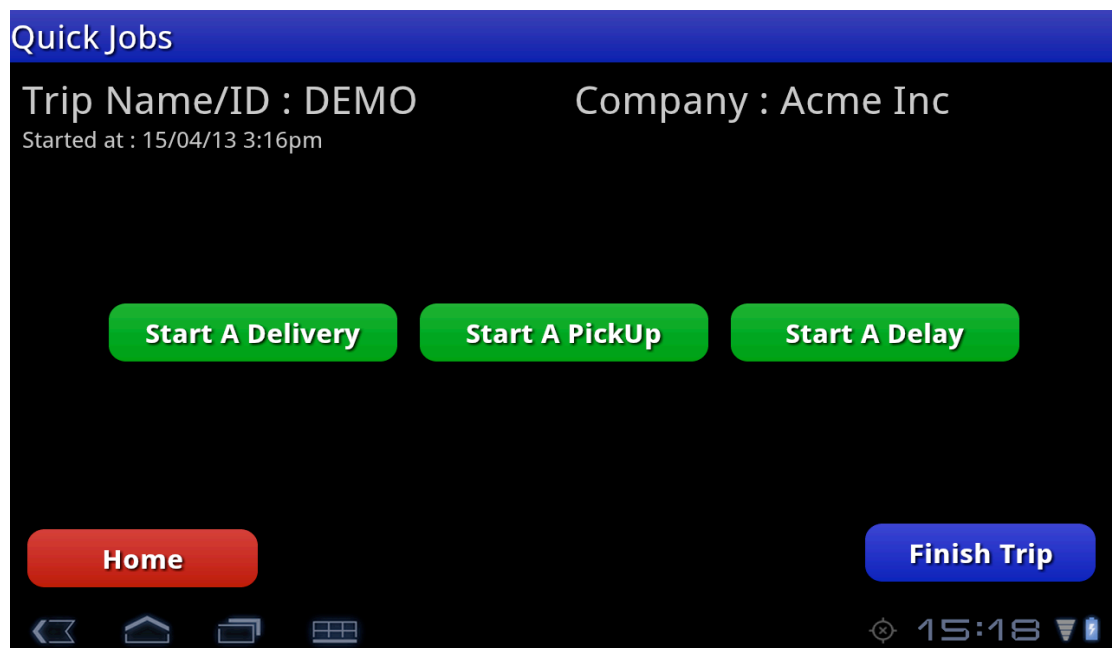 Quick Jobs
Trip Name/ID : DEMO Company : Acme Inc
Started at : 15/04/13 3:16pm
Start A Delivery Start A PickUp Start A Delay
Home Finish Trip
15:18